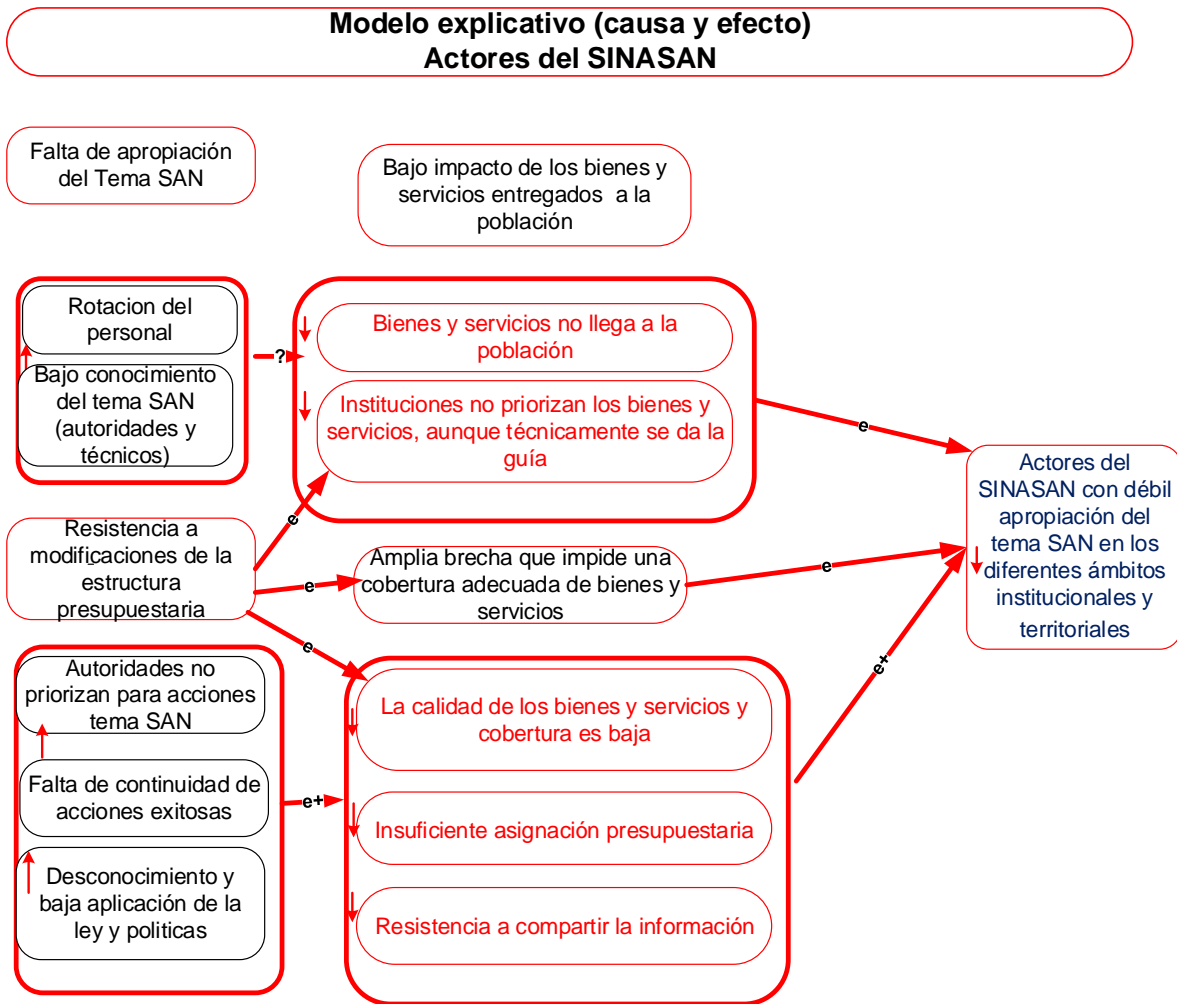 Modelo explicativo (causa y efecto)
Actores del SINASAN
Falta de apropiación
del Tema SAN
Bajo impacto de los bienes y
servicios entregados a la
población
Rotacion del
personal
Bajo conocimiento
del tema SAN
(autoridades y
técnicos)
?
Bienes y servicios no llega a la
población
Instituciones no priorizan los bienes y
servicios, aunque técnicamente se da la
guía
e
Resistencia a
modificaciones de la
estructura
presupuestaria
e
e
e
Amplia brecha que impide una
cobertura adecuada de bienes y
servicios
e
Actores del
SINASAN con débil
apropiación del
tema SAN en los
diferentes ámbitos
institucionales y
territoriales
Autoridades no
priorizan para acciones
tema SAN
Falta de continuidad de
acciones exitosas
Desconocimiento y
baja aplicación de la
ley y politicas
e+
La calidad de los bienes y servicios y
cobertura es baja
Insuficiente asignación presupuestaria
Resistencia a compartir la información
e+